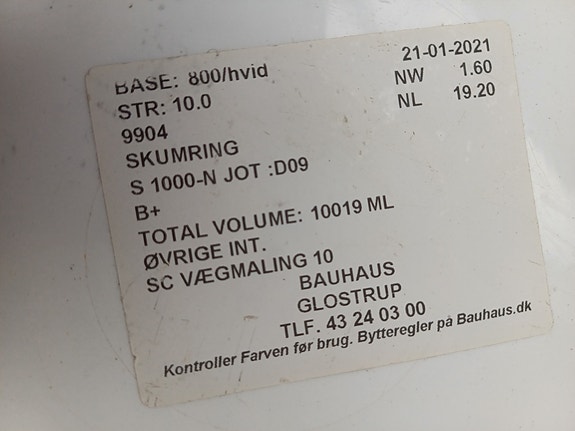 BASE: 800/hvid 21-01-2021
STR: 10.0 NW 1.60
9904 NL 19.20
SKUMRING
S 1000-N JOT :D09
B+
TOTAL VOLUME: 10019 ML
ØVRIGE INT.
SC VÆGMALING 10
BAUHAUS
GLOSTRUP
TLF. 43 24 03 00
Kontroller Farven før brug. Bytteregler på Bauhaus.dk